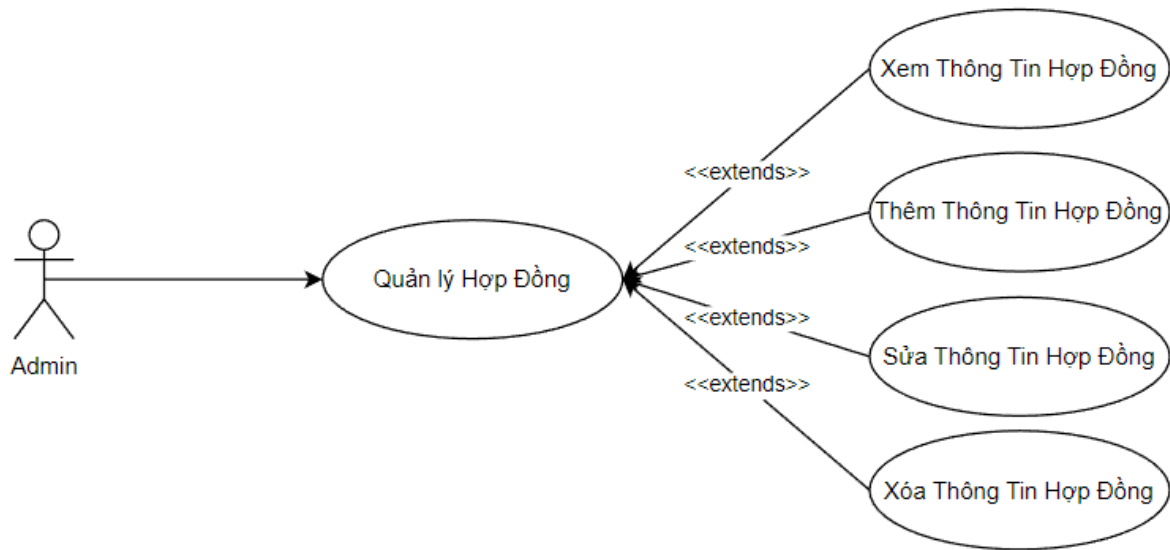 Xem Thông Tin Hợp Đồng
<<extends>>
Thêm Thông Tin Hợp Đồng
<<extends>>
Quản lý Hợp Đồng
<<extends>>
Sửa Thông Tin Hợp Đồng
Admin
<<extends>>
Xóa Thông Tin Hợp Đồng